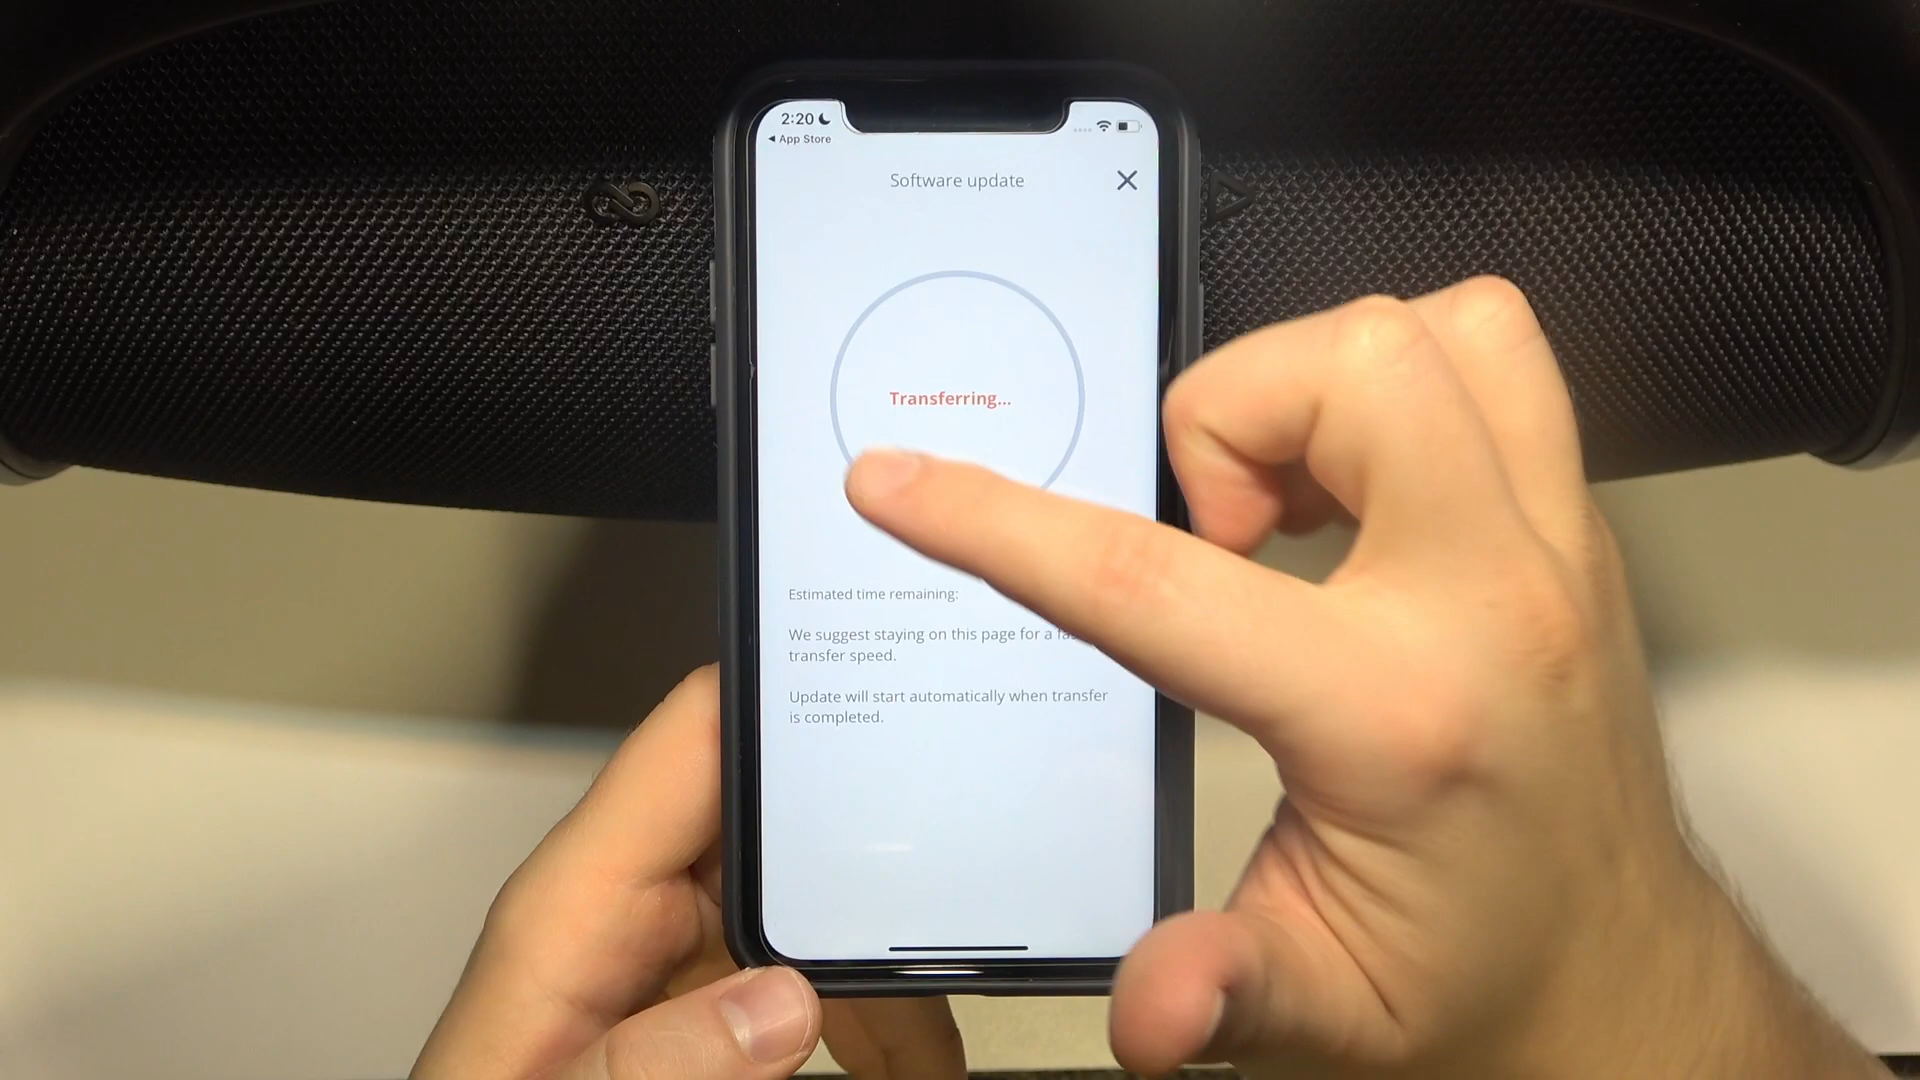 2:20
◀ App Store
Software update
Transferring...
Estimated time remaining:
We suggest staying on this page for a
transfer speed.
Update will start automatically when transfer
is completed.